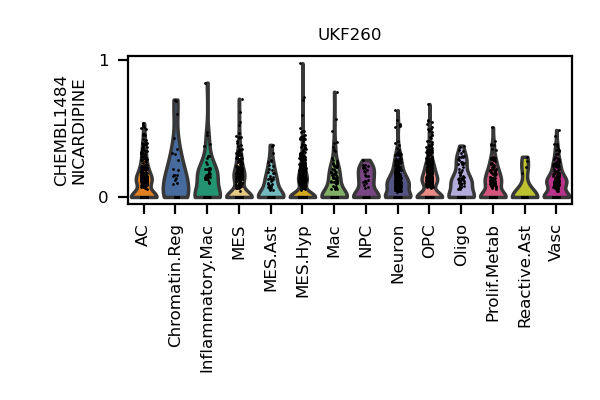 UKF260
CHEMBL1484
NICARDIPINE
1
0
AC
Chromatin.Reg
Inflammatory.Mac
MES
MES.Ast
MES.Hyp
Mac
NPC
Neuron
OPC
Oligo
Prolif.Metab
Reactive.Ast
Vasc